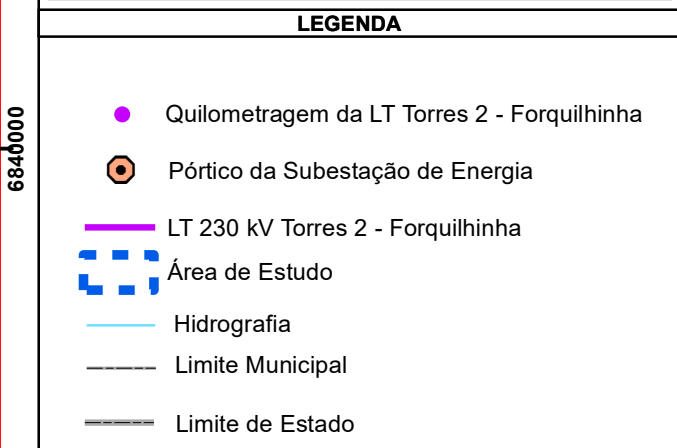 LEGENDA
6840000
Quilometragem da LT Torres 2 - Forquilhinha
Pórtico da Subestação de Energia
LT 230 kV Torres 2 - Forquilhinha
Área de Estudo
Hidrografia
Limite Municipal
Limite de Estado